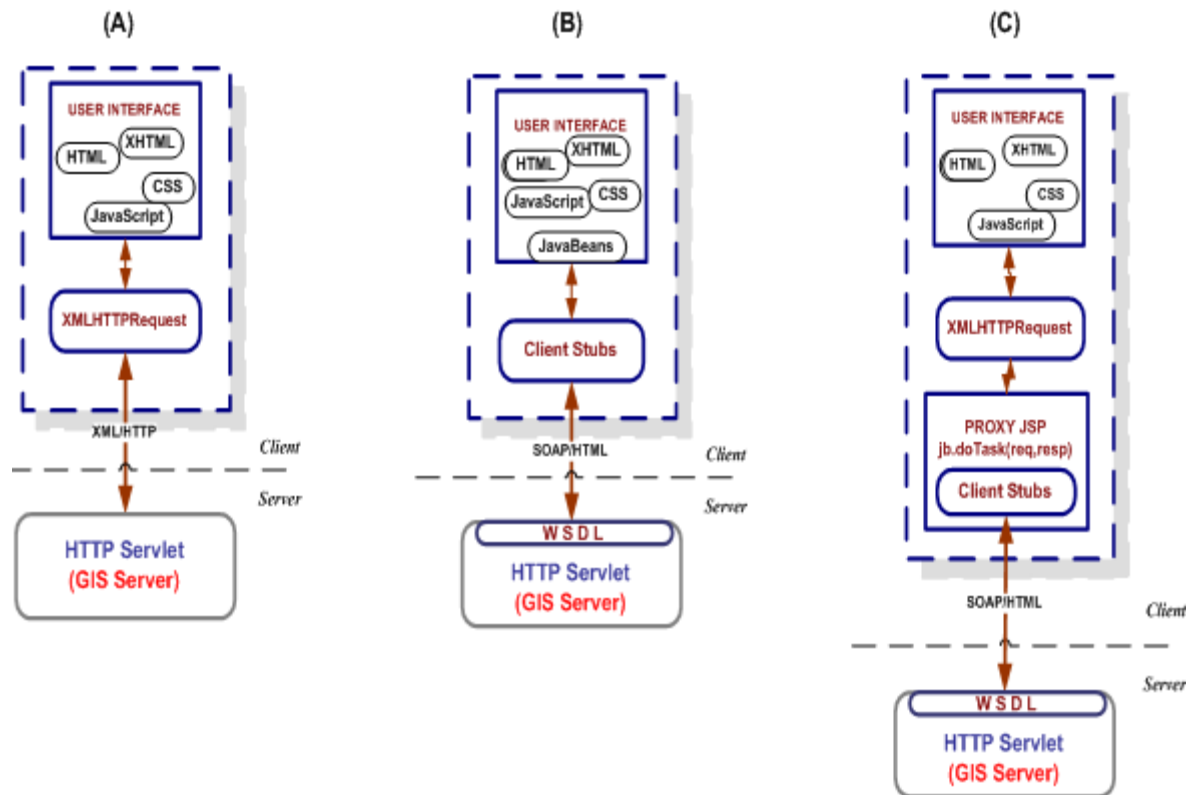 (A)
USER INTERFACE
HTML
XHTML
CSS
JavaScript
XMLHTTPRequest
XML/HTTP
Client
Server
HTTP Servlet
(GIS Server)
(B)
USER INTERFACE
HTML
XHTML
JavaScript
CSS
JavaBeans
Client Stubs
SOAP/HTML
Client
Server
W S D L
HTTP Servlet
(GIS Server)
(C)
USER INTERFACE
HTML
XHTML
CSS
JavaScript
XMLHTTPRequest
PROXY JSP
jb.doTask(req,resp)
Client Stubs
SOAP/HTML
Client
Server
W S D L
HTTP Servlet
(GIS Server)